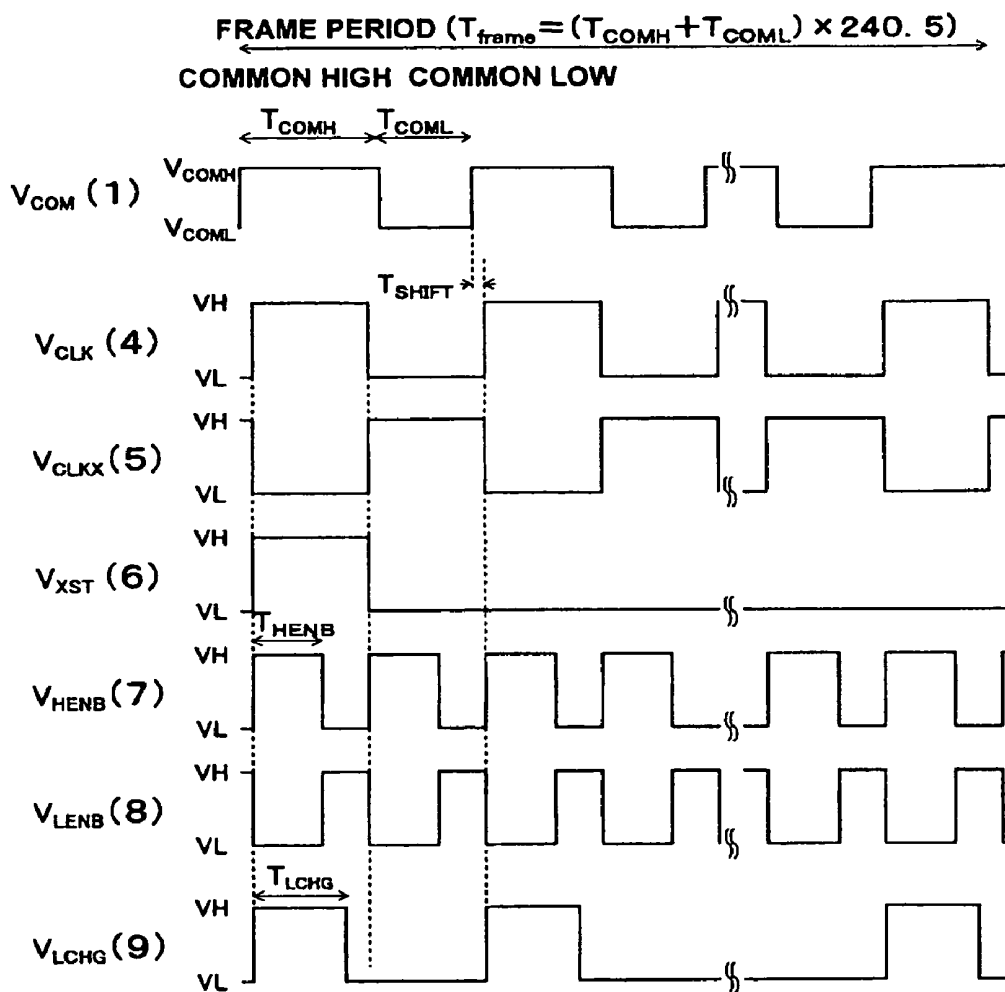 FRAME PERIOD (Tframe=(TCOMH+TCOML)×240. 5)
COMMON HIGH COMMON LOW
TCOMH TCOML
VCOMH
VCOM (1)
VCOML
TSHIFT
VH
VCLK (4)
VL
VH
VCLKX (5)
VL
VH
VXST (6)
VL
THENB
VH
VHENB (7)
VL
VH
VLENB (8)
VL
TLCHG
VH
VLCHG (9)
VL